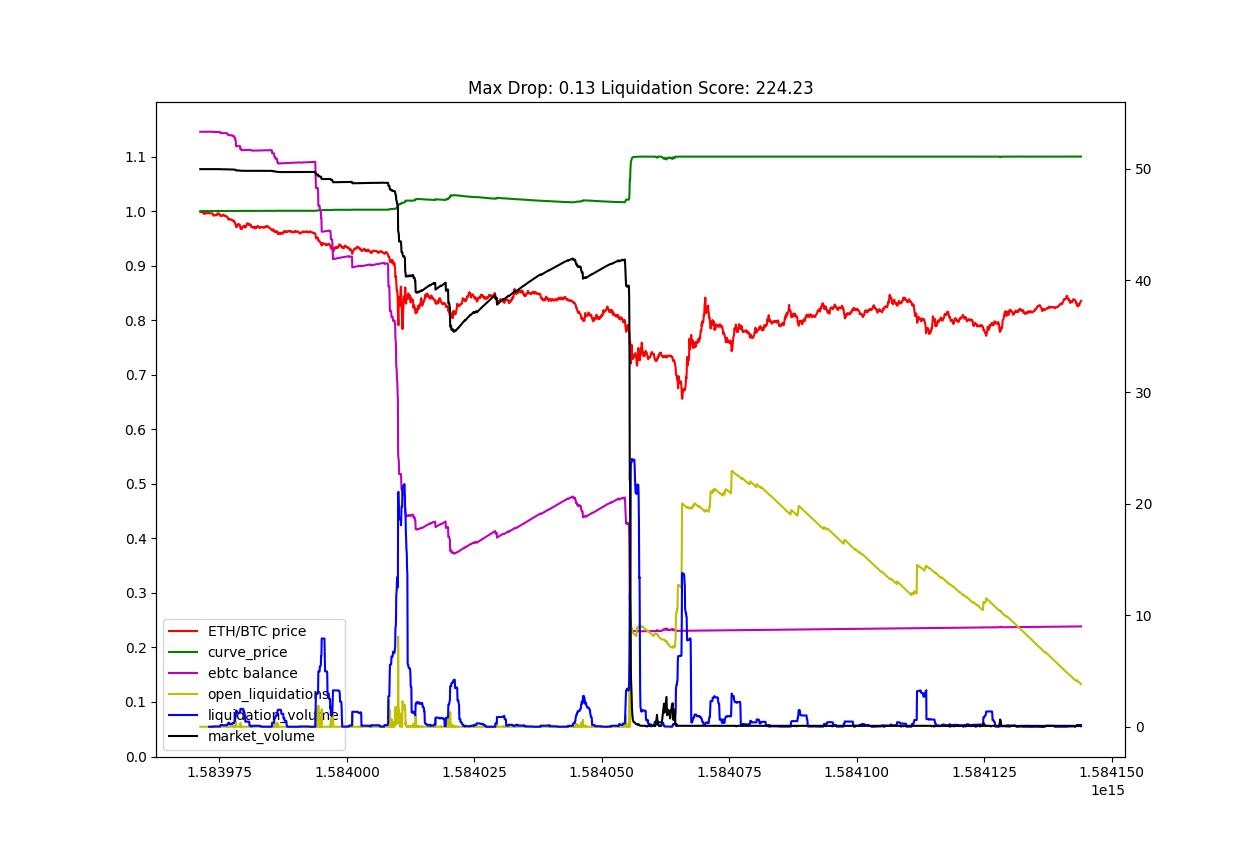 Max Drop: 0.13 Liquidation Score: 224.23
1.1
1.0
0.9
0.8
0.7
0.6
0.5
0.4
0.3
0.2
0.1
0.0
50
40
30
20
10
0
ETH/BTC price
curve_price
ebtc balance
open_liquidations
liquidation_volume
market_volume
1.583975 1.584000 1.584025 1.584050 1.584075 1.584100 1.584125 1.584150
1e15